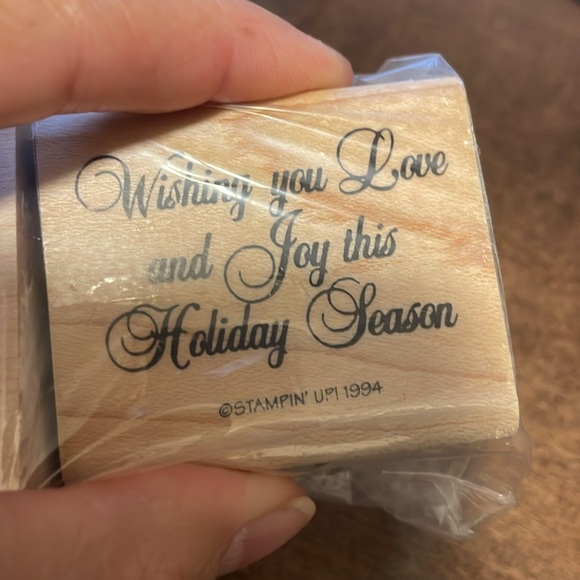 Wishing you Love
and Joy this
Holiday Season
©STAMPIN' UP! 1994